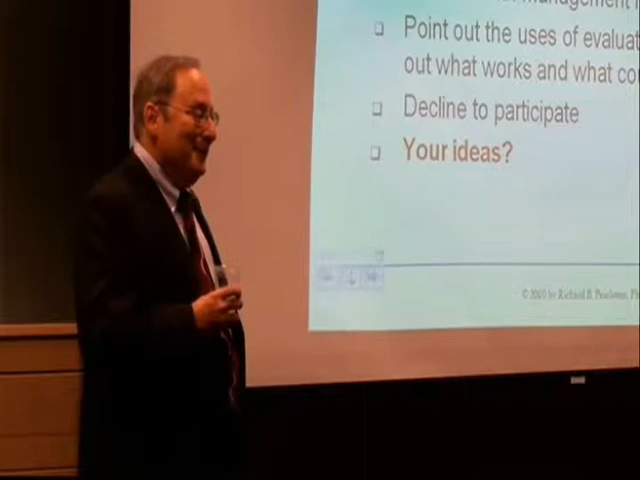 Point out the uses of evaluat
out what works and what co
Decline to participate
Your ideas?